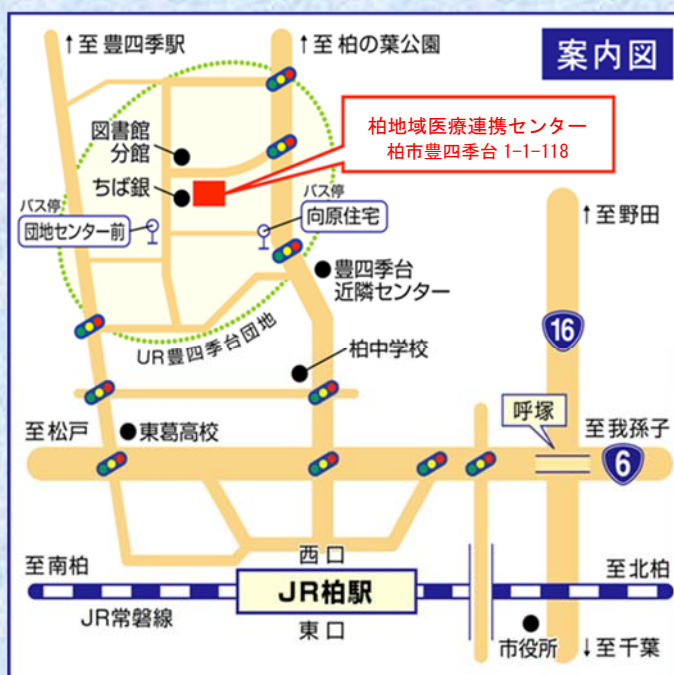 ↑至 豊四季駅
↑至 柏の葉公園
案内図
柏地域医療連携センター
柏市豊四季台 1-1-118
図書館
分館
ちば銀
バス停
団地センター前
バス停
向原住宅
↑至野田
豊四季台
近隣センター
UR豊四季台団地
16
柏中学校
呼塚
至松戸
東葛高校
至我孫子
6
西口
至南柏
JR柏駅
至北柏
JR常磐線
東口
市役所
↓至千葉